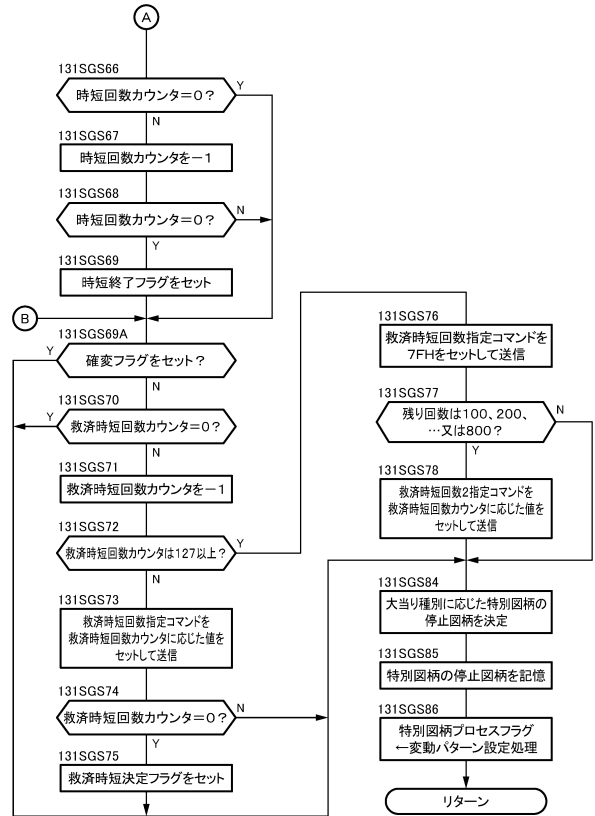 A
131SGS66
時短回数カウンタ＝０？
Y
N
131SGS67
時短回数カウンタを－１
131SGS68
時短回数カウンタ＝０？
N
Y
131SGS69
時短終了フラグをセット
B
131SGS69A
Y
確変フラグをセット？
N
131SGS70
Y
救済時短回数カウンタ＝０？
N
131SGS71
救済時短回数カウンタを－１
131SGS72
救済時短回数カウンタは127以上？
Y
N
131SGS73
救済時短回数指定コマンドを
救済時短回数カウンタに応じた値を
セットして送信
131SGS74
救済時短回数カウンタ＝０？
N
Y
131SGS75
救済時短決定フラグをセット
131SGS76
救済時短回数指定コマンドを
７FHをセットして送信
131SGS77
残り回数は100、200、
…又は800？
N
Y
131SGS78
救済時短回数2指定コマンドを
救済時短回数カウンタに応じた値を
セットして送信
131SGS84
大当り種別に応じた特別図柄の
停止図柄を決定
131SGS85
特別図柄の停止図柄を記憶
131SGS86
特別図柄プロセスフラグ
←変動パターン設定処理
リターン